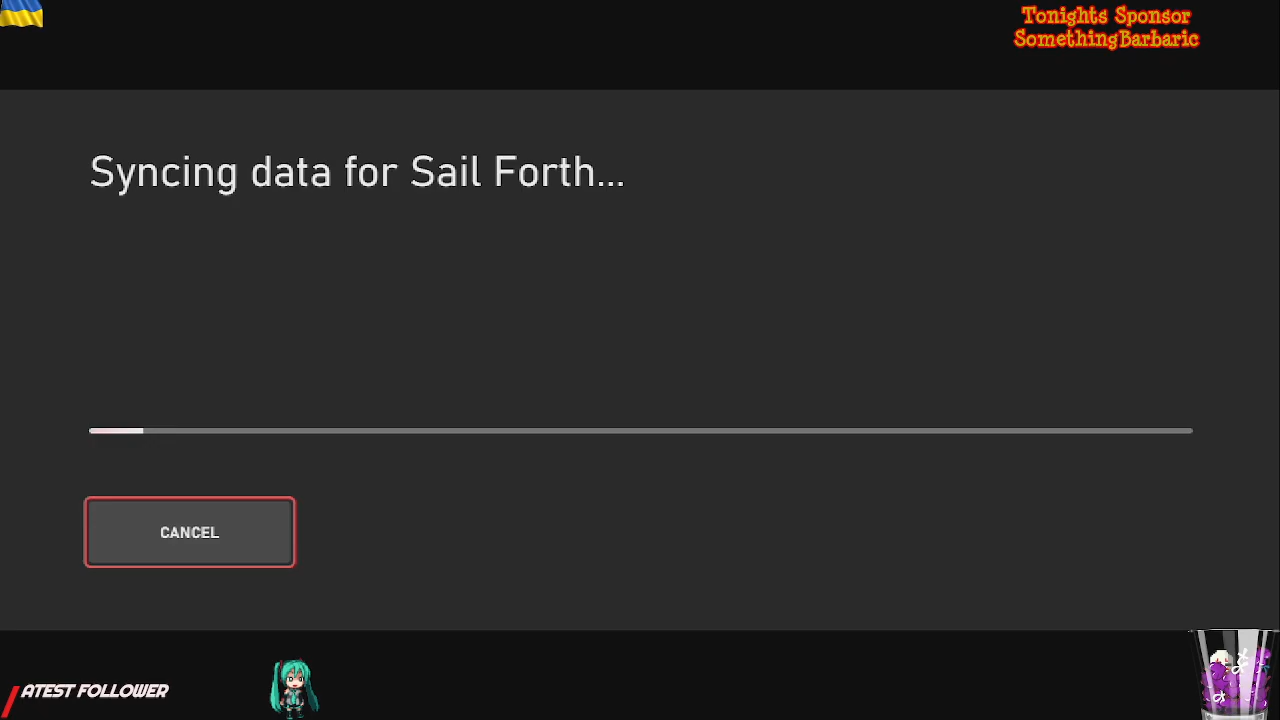 Tonights Sponsor
SomethingBarbaric
Syncing data for Sail Forth...
CANCEL
ATEST FOLLOWER